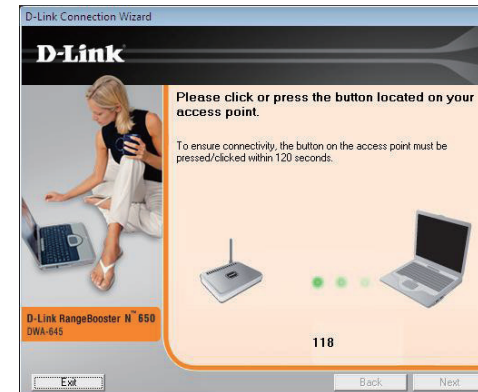 D-Link Connection Wizard
D-Link
Please click or press the button located on your
access point.
To ensure connectivity, the button on the access point must be
pressed/clicked within 120 seconds.
D-Link RangeBooster N™ 650
DWA-645
118
Exit
Back
Next